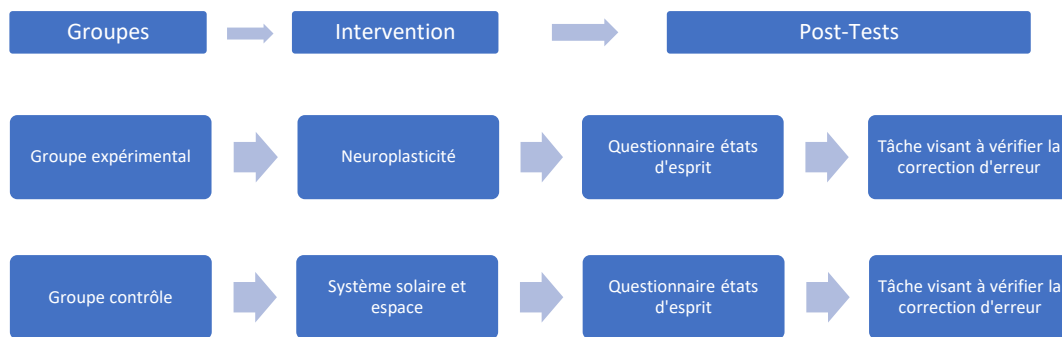 Groupes
Intervention
Post-Tests
Groupe expérimental
Neuroplasticité
Questionnaire états
d'esprit
Tâche visant à vérifier la
correction d'erreur
Groupe contrôle
Système solaire et
espace
Questionnaire états
d'esprit
Tâche visant à vérifier la
correction d'erreur